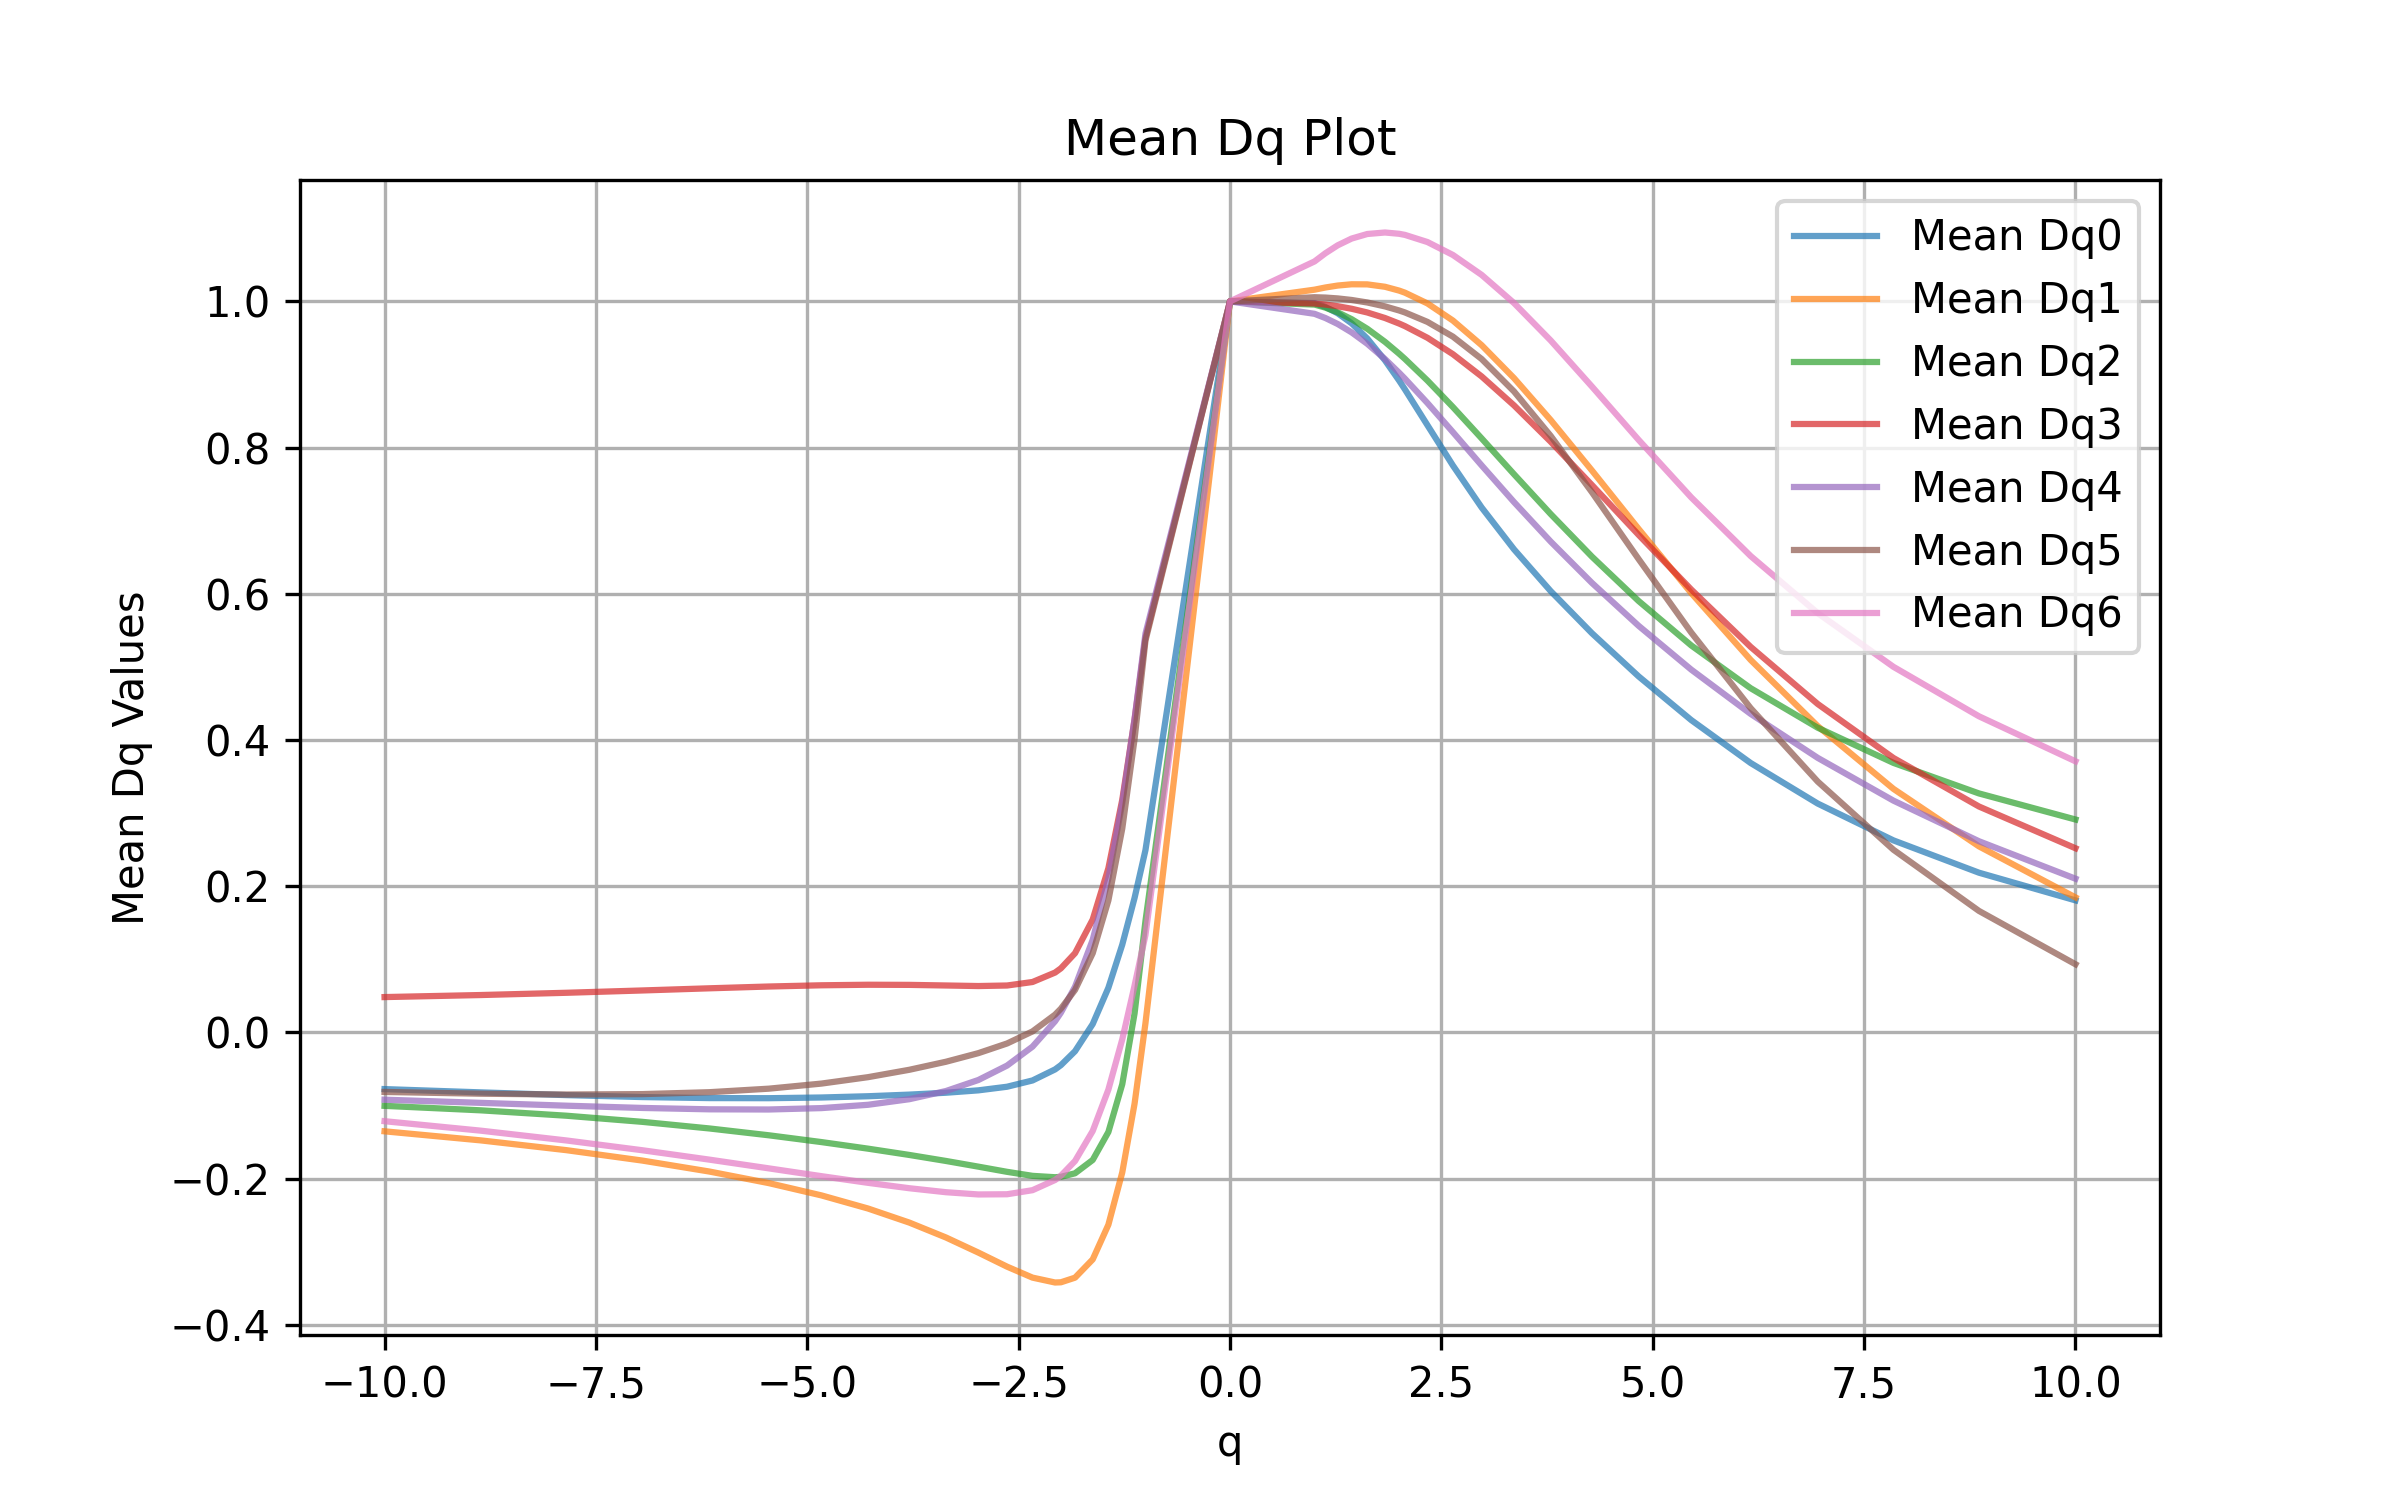 Mean Dq Plot
Mean Dq0
Mean Dq1
Mean Dq2
Mean Dq3
Mean Dq4
Mean Dq5
Mean Dq6
Mean Dq Values
1.0
0.8
0.6
0.4
0.2
0.0
−0.2
−0.4
−10.0 −7.5 −5.0 −2.5 0.0 2.5 5.0 7.5 10.0
q